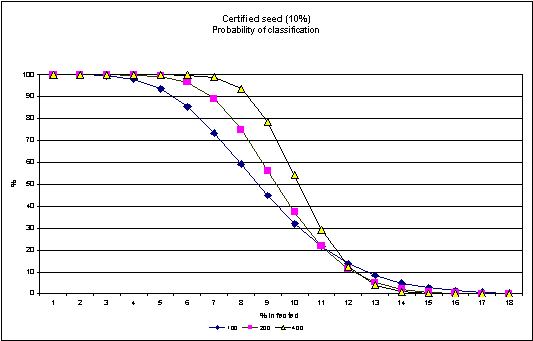 Certified seed (10%)
Probability of classification
100
90
80
70
60
50
40
30
20
10
0
%
1 2 3 4 5 6 7 8 9 10 11 12 13 14 15 16 17 18
% infected
100 200 400